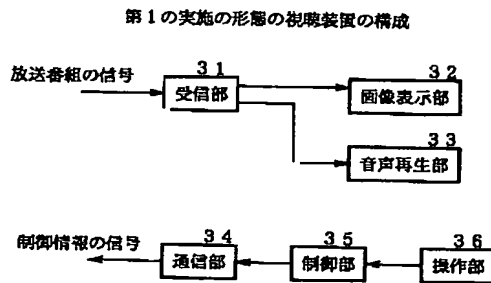 第1の実施の形態の視聴装置の構成
放送番組の信号
31
受信部
32
画像表示部
33
音声再生部
制御情報の信号
34
通信部
35
制御部
36
操作部